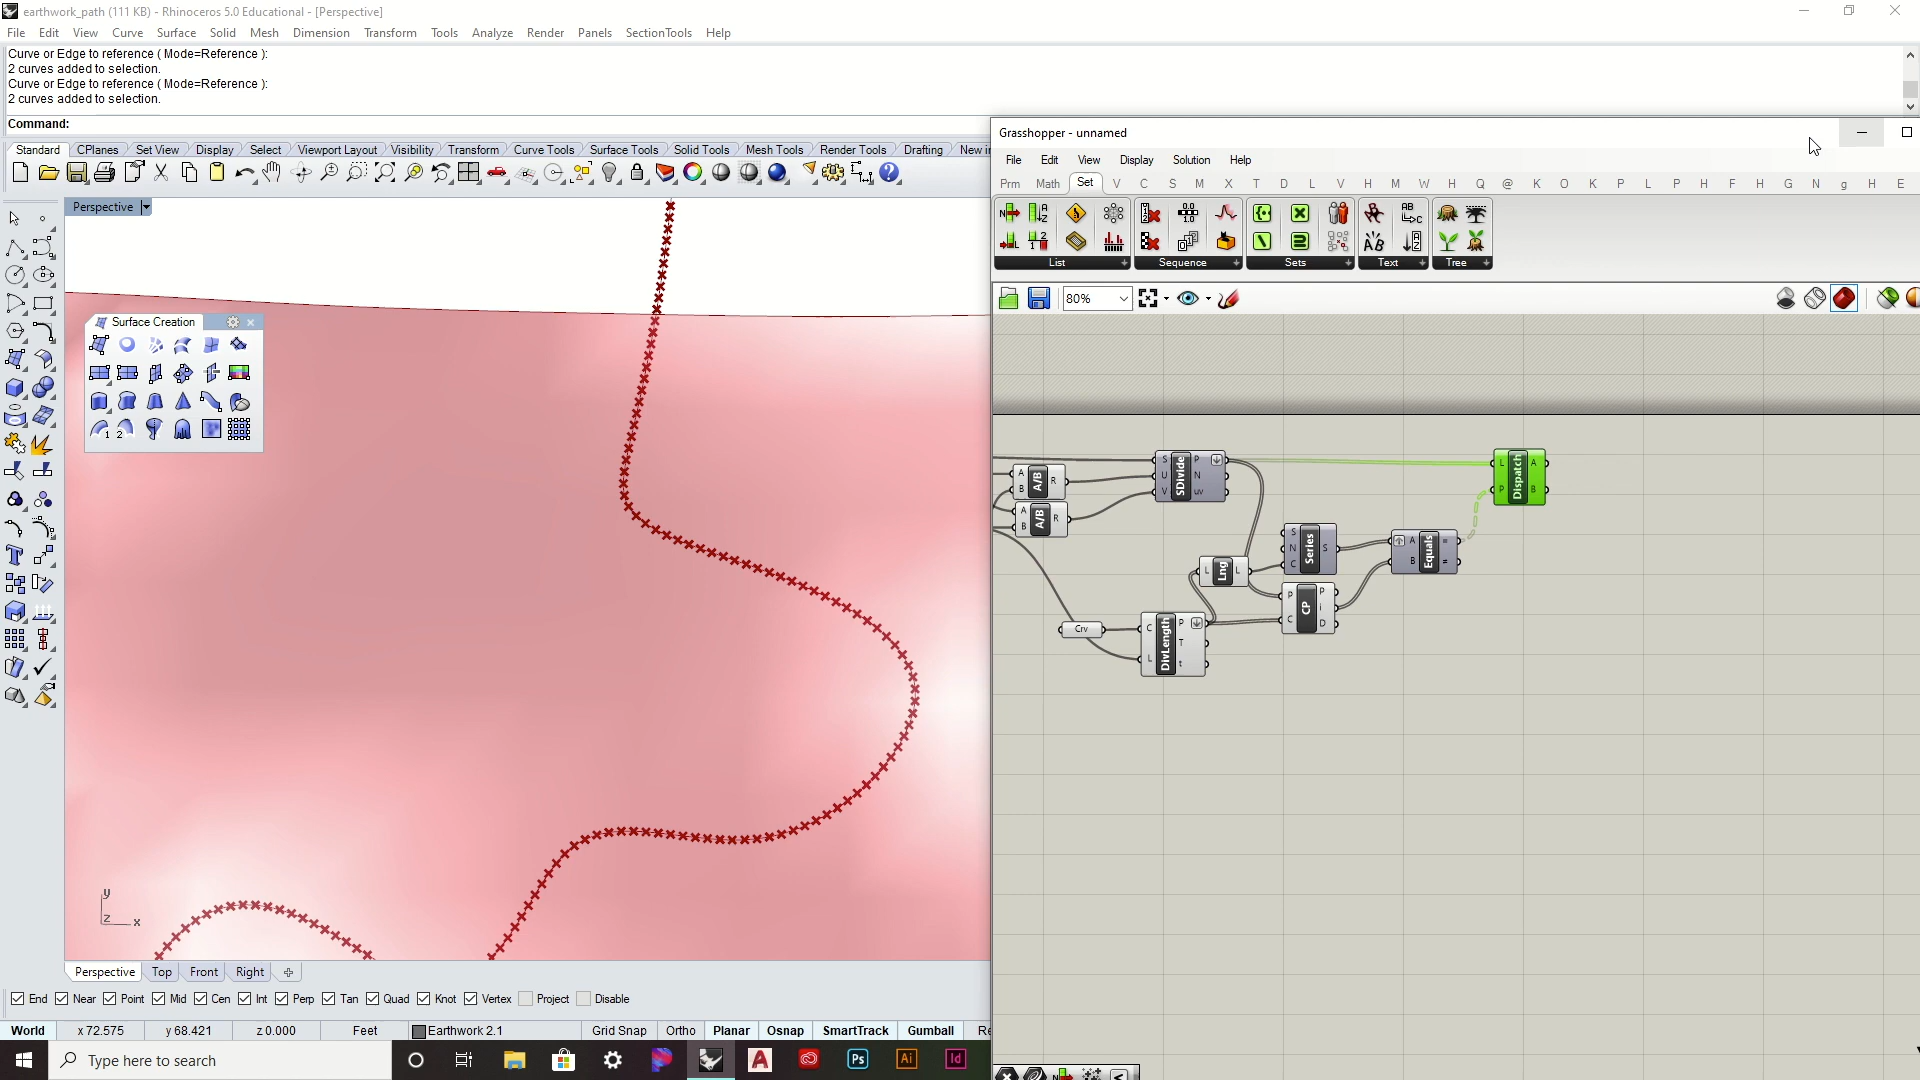 earthwork_path (111 KB) - Rhinoceros 5.0 Educational - [Perspective]
File Edit View Curve Surface Solid Mesh Dimension Transform Tools Analyze Render Panels SectionTools Help
Curve or Edge to reference ( Mode=Reference ):
2 curves added to selection.
Curve or Edge to reference ( Mode=Reference ):
2 curves added to selection.
Command:
Grasshopper - unnamed
Standard CPlanes Set View Display Select Viewport Layout Visibility Transform Curve Tools Surface Tools Solid Tools Mesh Tools Render Tools Drafting New in
File Edit View Display Solution Help
Prm Math Set V C S M X T D L V H M W H Q @ K O K P L P H F H G N g H E
Perspective
List Sequence Sets Text Tree
80%
Surface Creation
1 2
S U V SDivide P N uv
L P Dispatch A B
A B A/B R
A B A/B R
S N C Series S
A B Equals = ≠
L Lng L
P C CP P i D
Crv
C L DivLength P T t
y
z x
Perspective Top Front Right
End Near Point Mid Cen Int Perp Tan Quad Knot Vertex Project Disable
World x 72.575 y 68.421 z 0.000 Feet Earthwork 2.1 Grid Snap Ortho Planar Osnap SmartTrack Gumball Re
Type here to search
A Ps Ai Id